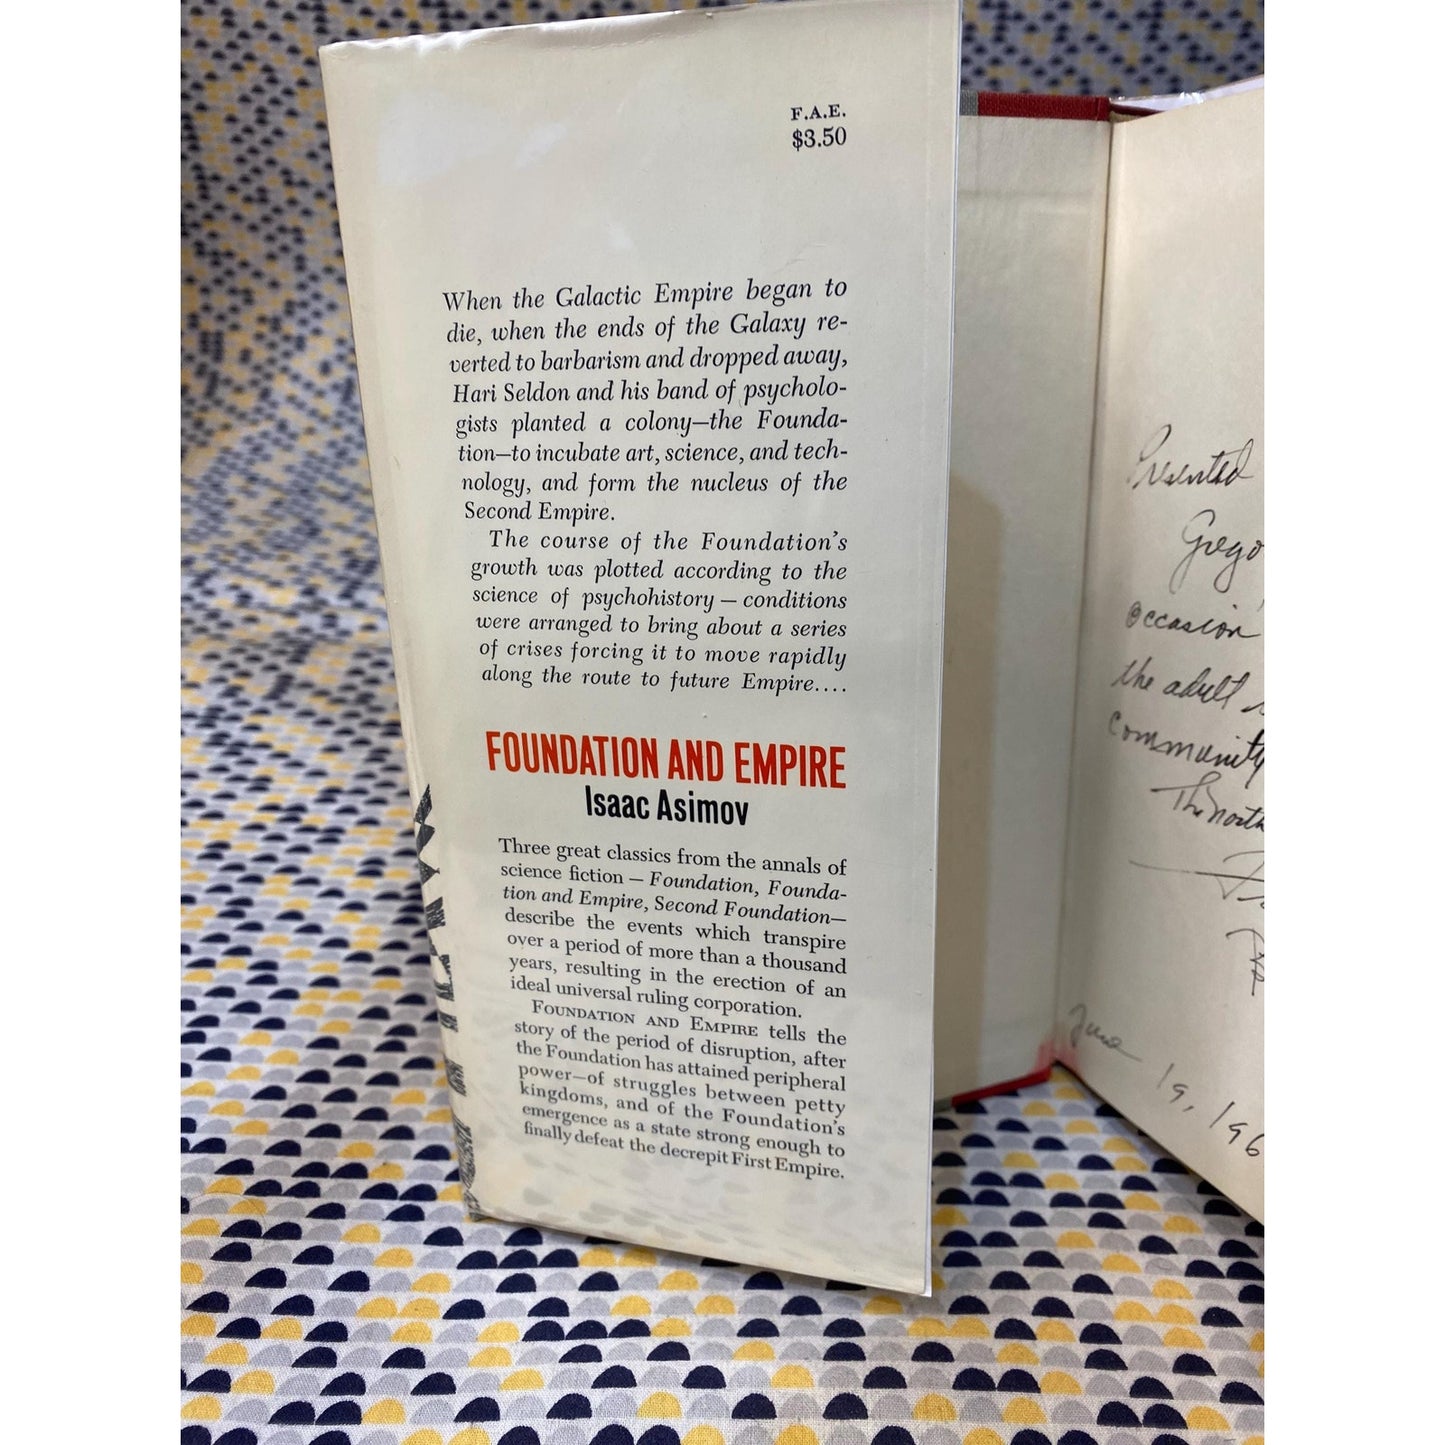 F.A.E.
$3.50
When the Galactic Empire began to
die, when the ends of the Galaxy re-
verted to barbarism and dropped away,
Hari Seldon and his band of psycholo-
gists planted a colony—the Founda-
tion—to incubate art, science, and tech-
nology, and form the nucleus of the
Second Empire.
The course of the Foundation's
growth was plotted according to the
science of psychohistory — conditions
were arranged to bring about a series
of crises forcing it to move rapidly
along the route to future Empire....
FOUNDATION AND EMPIRE
Isaac Asimov
Three great classics from the annals of
science fiction — Foundation, Founda-
tion and Empire, Second Foundation—
describe the events which transpire
over a period of more than a thousand
years, resulting in the erection of an
ideal universal ruling corporation.
FOUNDATION AND EMPIRE tells the
story of the period of disruption, after
the Foundation has attained peripheral
power—of struggles between petty
kingdoms, and of the Foundation's
emergence as a state strong enough to
finally defeat the decrepit First Empire.
Presented
Grego
occasion
the adult
community
The North
June 19, 196